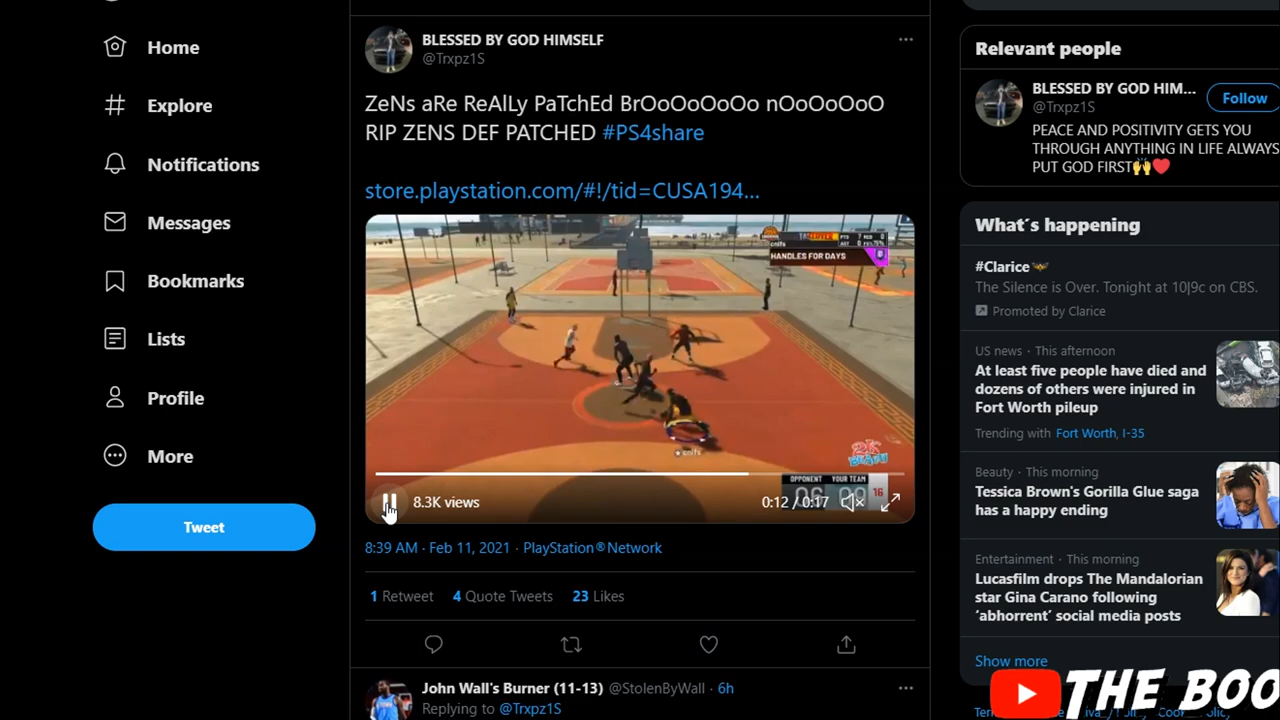 Home
Explore
Notifications
Messages
Bookmarks
Lists
Profile
More
Tweet
BLESSED BY GOD HIMSELF
@Trxpz1S
ZeNs aRe ReAlLy PaTchEd BrOoOoOoOo nOoOoOoO
RIP ZENS DEF PATCHED #PS4share
store.playstation.com/#!/tid=CUSA194...
TAKEOVER
HANDLES FOR DAYS
cnifs
2K
OPPONENT YOUR TEAM
16
8.3K views
0:12 / 0:17
8:39 AM · Feb 11, 2021 · PlayStation®Network
1 Retweet 4 Quote Tweets 23 Likes
John Wall's Burner (11-13) @StolenByWall · 6h
Replying to @Trxpz1S
Relevant people
BLESSED BY GOD HIM...
@Trxpz1S
Follow
PEACE AND POSITIVITY GETS YOU
THROUGH ANYTHING IN LIFE ALWAYS
PUT GOD FIRST🙌❤️
What's happening
#Clarice
The Silence is Over. Tonight at 10|9c on CBS.
Promoted by Clarice
US news · This afternoon
At least five people have died and
dozens of others were injured in
Fort Worth pileup
Trending with Fort Worth, I-35
Beauty · This morning
Tessica Brown's Gorilla Glue saga
has a happy ending
Entertainment · This morning
Lucasfilm drops The Mandalorian
star Gina Carano following
'abhorrent' social media posts
Show more
THE BOO